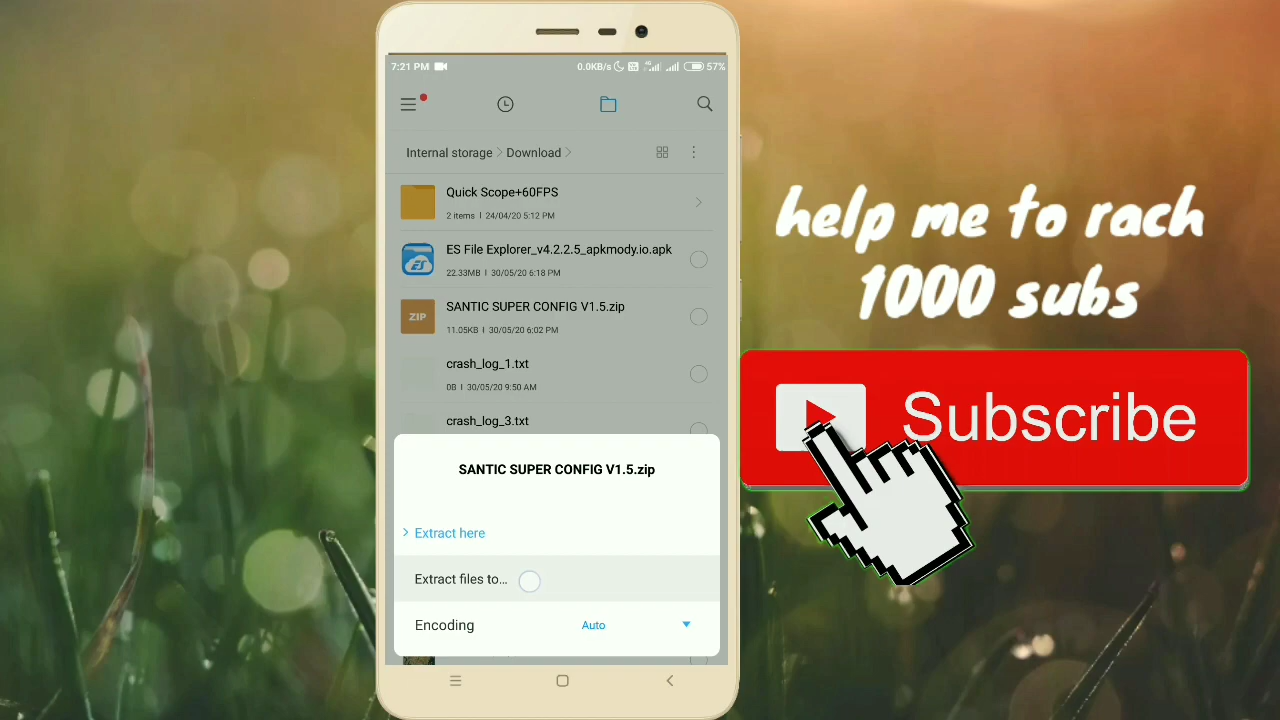 7:21 PM
0.0KB/s 4G 57%
Internal storage > Download >
Quick Scope+60FPS
2 items | 24/04/20 5:12 PM
ES File Explorer_v4.2.2.5_apkmody.io.apk
22.33MB | 30/05/20 6:18 PM
ZIP
SANTIC SUPER CONFIG V1.5.zip
11.05KB | 30/05/20 6:02 PM
crash_log_1.txt
0B | 30/05/20 9:50 AM
crash_log_3.txt
SANTIC SUPER CONFIG V1.5.zip
> Extract here
Extract files to...
Encoding Auto
help me to rach
1000 subs
Subscribe